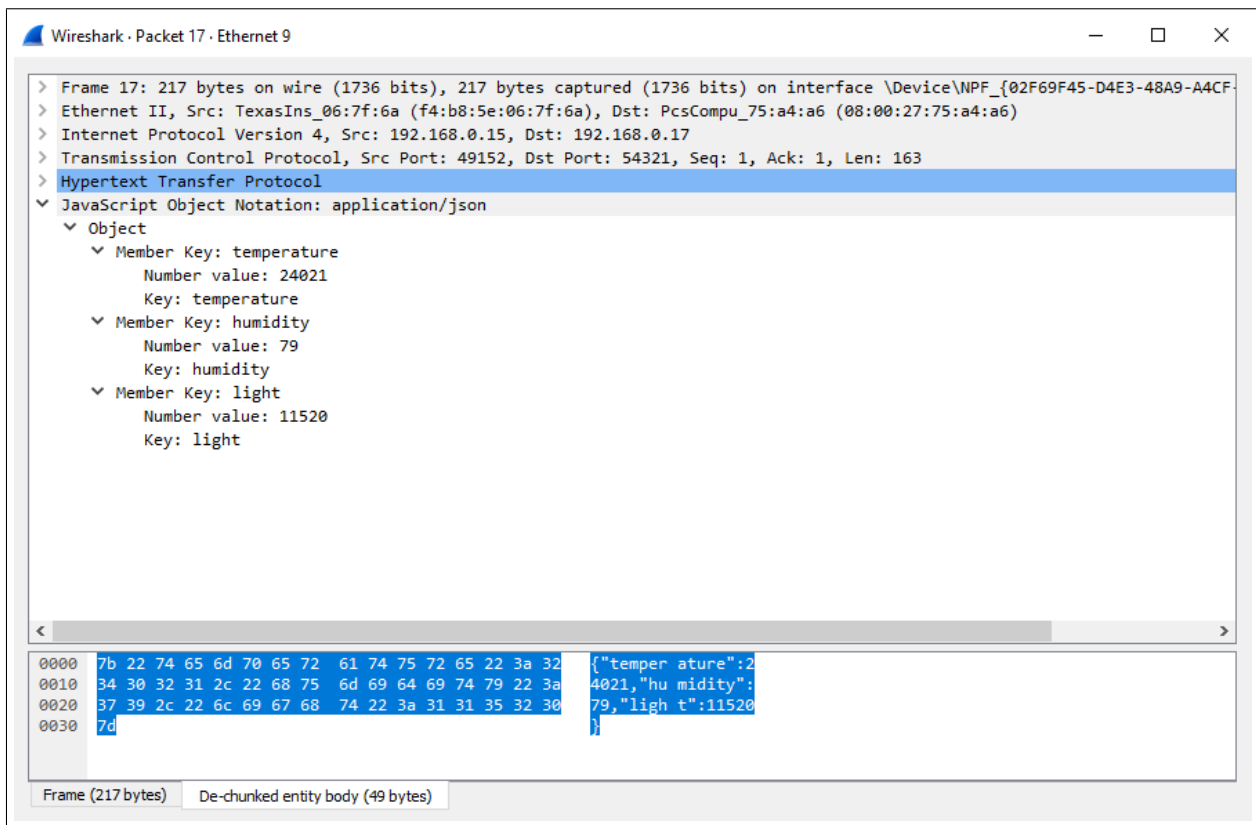 Wireshark · Packet 17 · Ethernet 9
Frame 17: 217 bytes on wire (1736 bits), 217 bytes captured (1736 bits) on interface \Device\NPF_{02F69F45-D4E3-48A9-A4CF-
Ethernet II, Src: TexasIns_06:7f:6a (f4:b8:5e:06:7f:6a), Dst: PcsCompu_75:a4:a6 (08:00:27:75:a4:a6)
Internet Protocol Version 4, Src: 192.168.0.15, Dst: 192.168.0.17
Transmission Control Protocol, Src Port: 49152, Dst Port: 54321, Seq: 1, Ack: 1, Len: 163
Hypertext Transfer Protocol
JavaScript Object Notation: application/json
Object
Member Key: temperature
Number value: 24021
Key: temperature
Member Key: humidity
Number value: 79
Key: humidity
Member Key: light
Number value: 11520
Key: light
0000 7b 22 74 65 6d 70 65 72 61 74 75 72 65 22 3a 32 {"temper ature":2
0010 34 30 32 31 2c 22 68 75 6d 69 64 69 74 79 22 3a 4021,"hu midity":
0020 37 39 2c 22 6c 69 67 68 74 22 3a 31 31 35 32 30 79,"ligh t":11520
0030 7d }
Frame (217 bytes) De-chunked entity body (49 bytes)